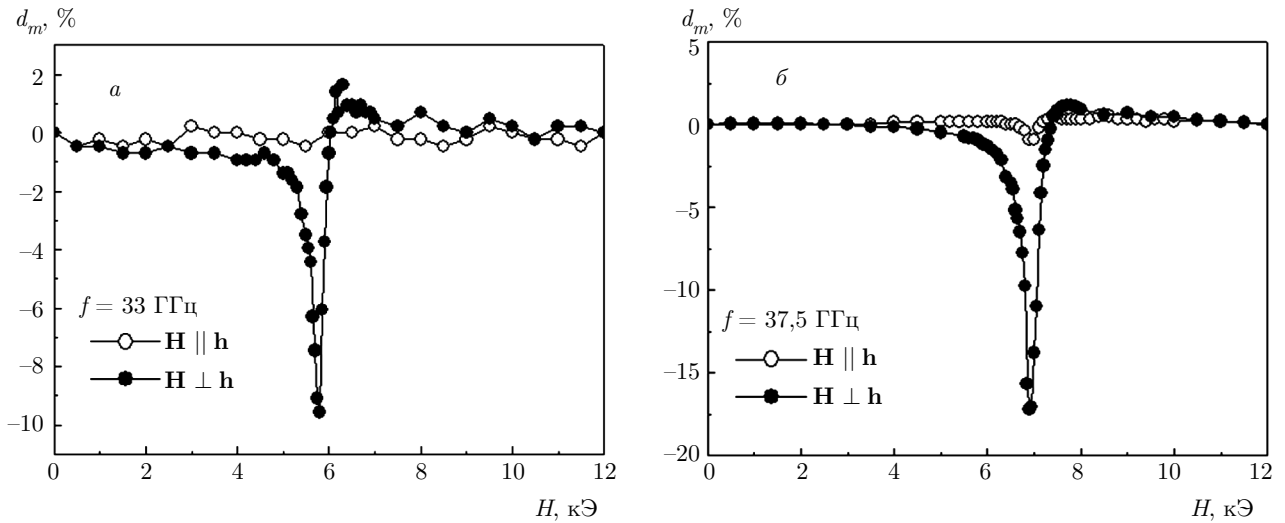 d_m, %
а
2
0
−2
−4
−6
−8
−10
f = 33 ГГц
H || h
H ⊥ h
0 2 4 6 8 10 12
H, кЭ
d_m, %
б
5
0
−5
−10
−15
−20
f = 37,5 ГГц
H || h
H ⊥ h
0 2 4 6 8 10 12
H, кЭ